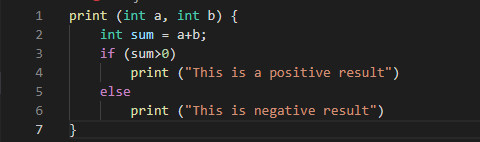 1 print (int a, int b) {
2 int sum = a+b;
3 if (sum>0)
4 print ("This is a positive result")
5 else
6 print ("This is negative result")
7 }